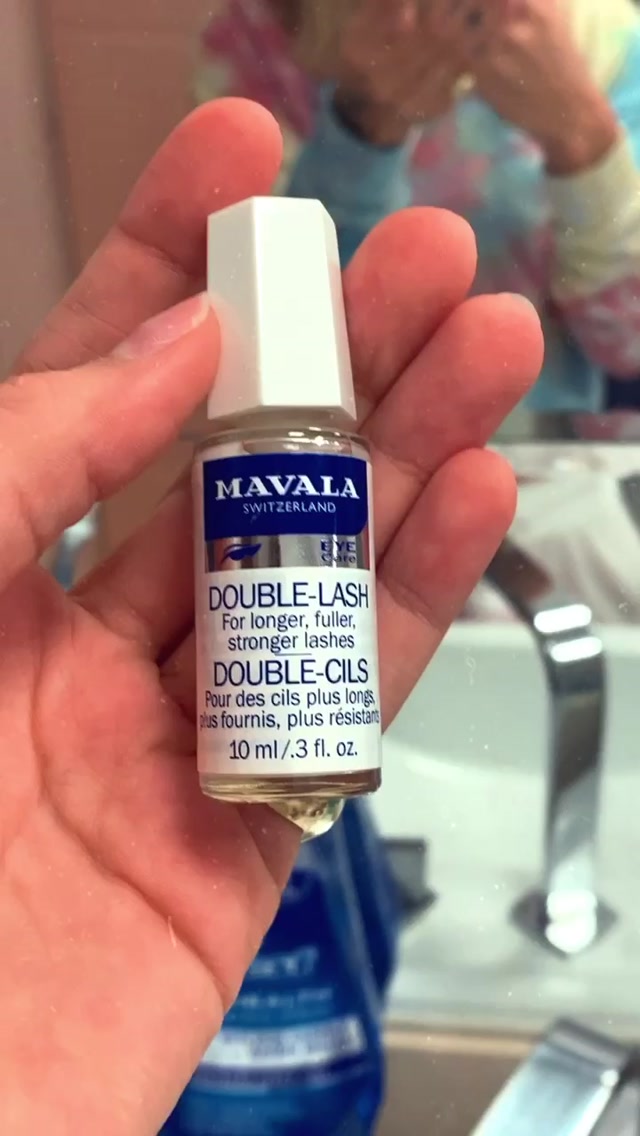 MAVALA
SWITZERLAND
EYE
Care
DOUBLE-LASH
For longer, fuller,
stronger lashes
DOUBLE-CILS
Pour des cils plus longs,
plus fournis, plus résistants
10 ml/.3 fl. oz.